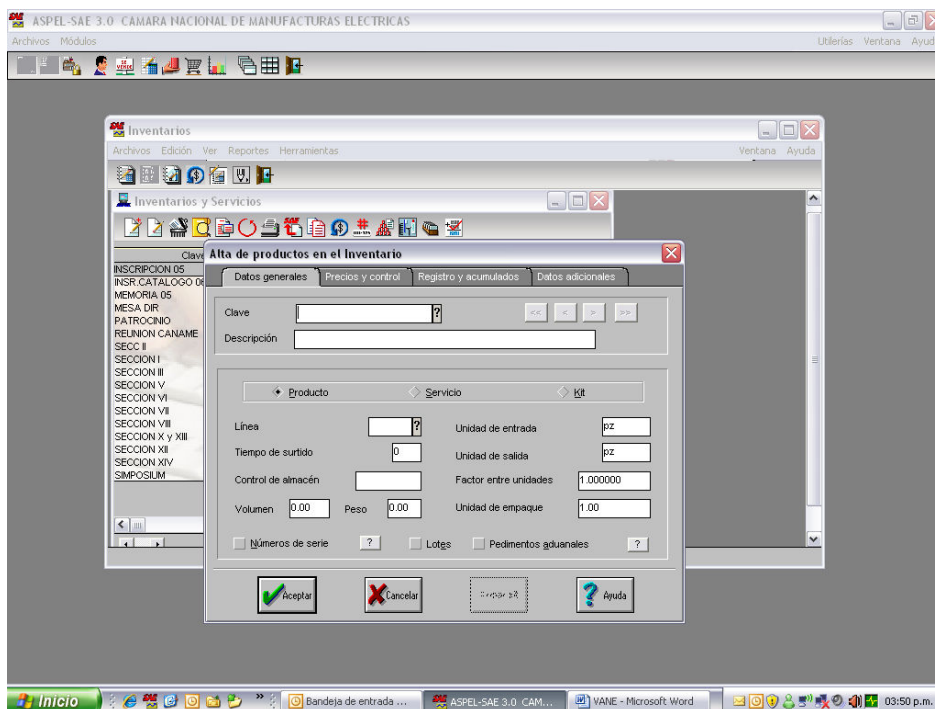 ASPEL-SAE 3.0 CAMARA NACIONAL DE MANUFACTURAS ELECTRICAS
Archivos Módulos Utilerías Ventana Ayud
Inventarios
Archivos Edición Ver Reportes Herramientas Ventana Ayuda
Inventarios y Servicios
Clave
INSCRIPCION 05
INSR.CATALOGO 06
MEMORIA 05
MESA DIR
PATROCINIO
REUNION CANAME
SECC II
SECCION I
SECCION III
SECCION V
SECCION VI
SECCION VII
SECCION VIII
SECCION X y XIII
SECCION XII
SECCION XIV
SIMPOSIUM
Alta de productos en el Inventario
Datos generales Precios y control Registro y acumulados Datos adicionales
Clave ? << < > >>
Descripción
Producto Servicio Kit
Línea ? Unidad de entrada pz
Tiempo de surtido 0 Unidad de salida pz
Control de almacén Factor entre unidades 1.000000
Volumen 0.00 Peso 0.00 Unidad de empaque 1.00
Números de serie ? Lotes Pedimentos aduanales ?
Aceptar Cancelar Ayuda
Inicio Bandeja de entrada ... ASPEL-SAE 3.0 CAM... VANE - Microsoft Word 03:50 p.m.